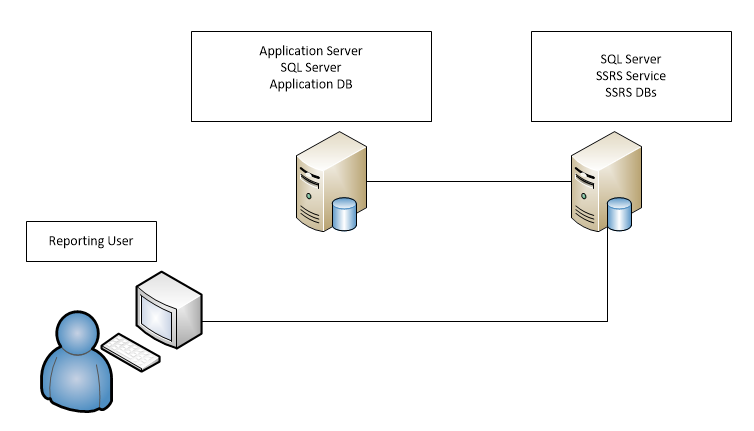 Application Server
SQL Server
Application DB
SQL Server
SSRS Service
SSRS DBs
Reporting User